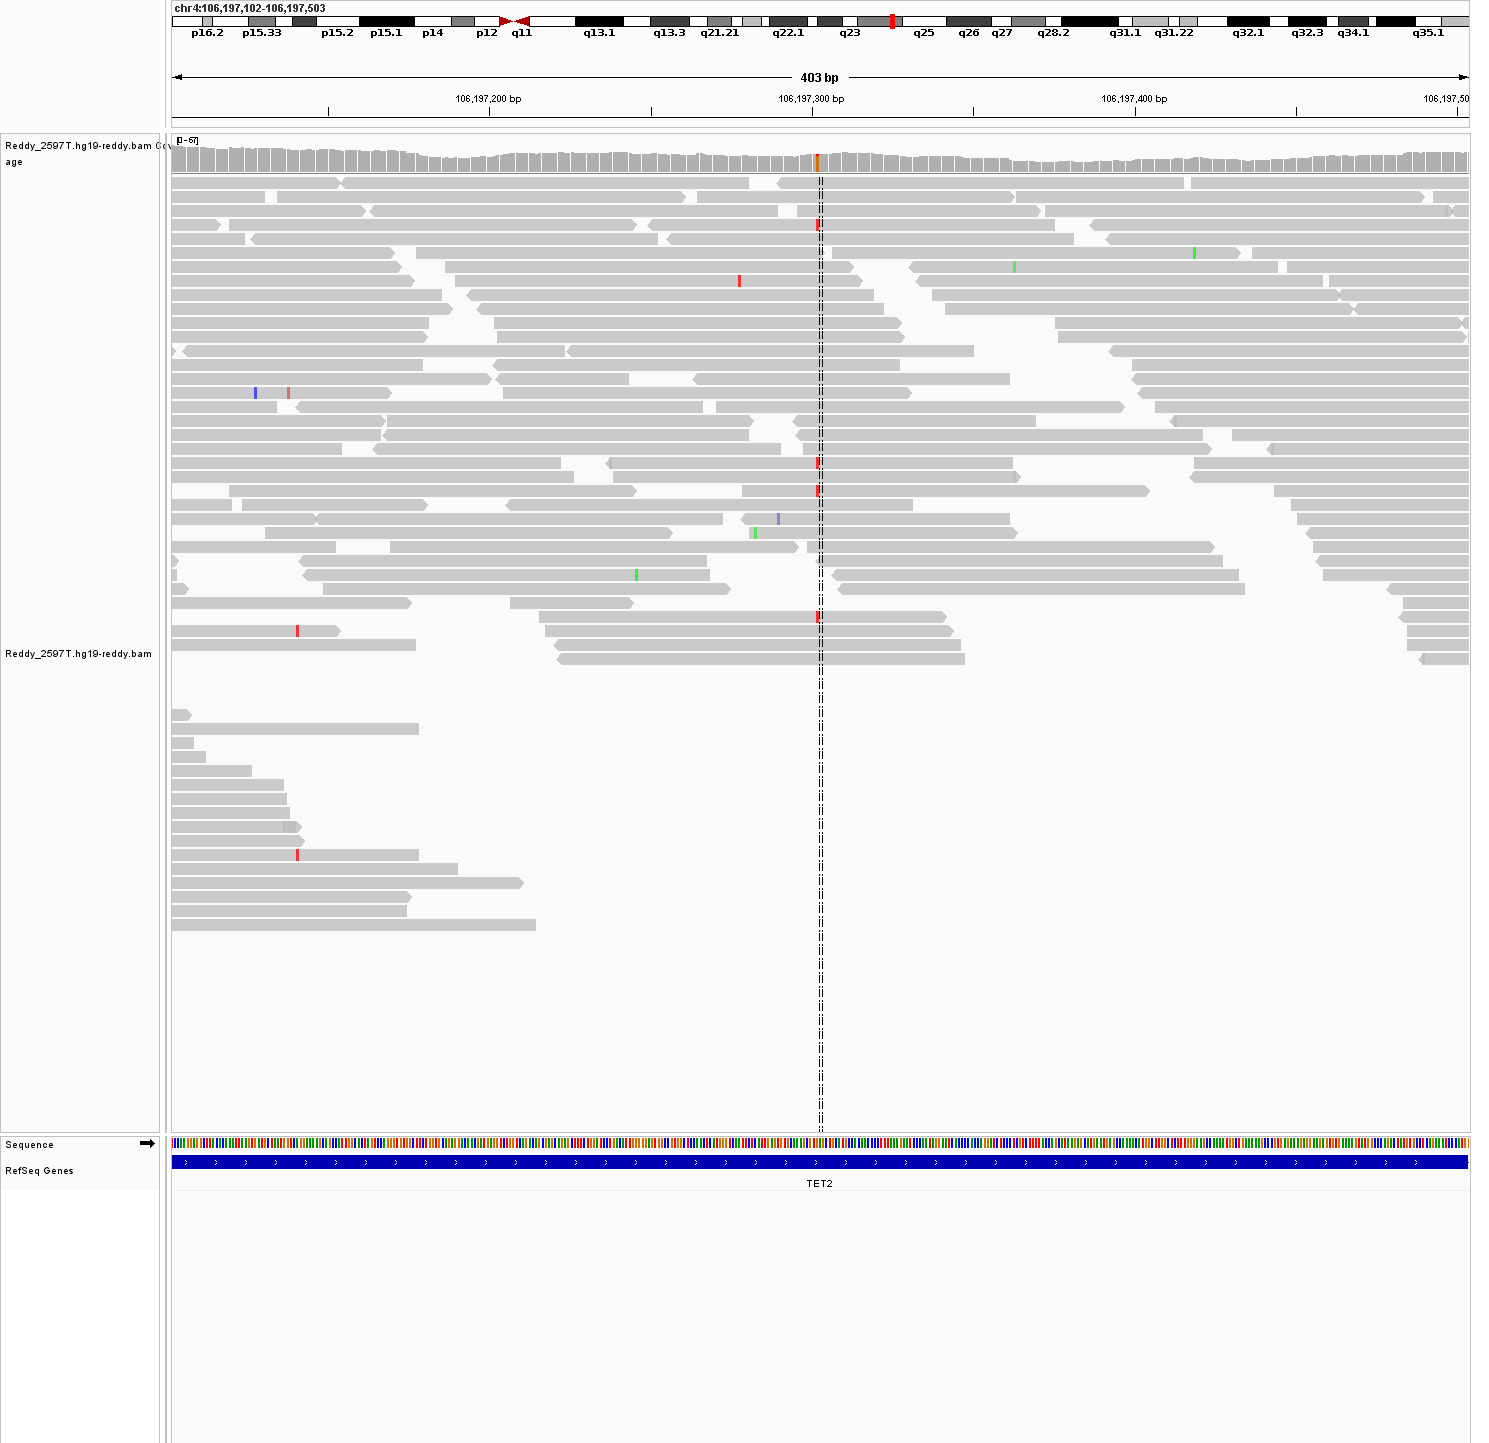 chr4:106,197,102-106,197,503
p16.2 p15.33 p15.2 p15.1 p14 p12 q11 q13.1 q13.3 q21.21 q22.1 q23 q25 q26 q27 q28.2 q31.1 q31.22 q32.1 q32.3 q34.1 q35.1
403 bp
106,197,200 bp 106,197,300 bp 106,197,400 bp 106,197,50
[0 - 67]
Reddy_2597T.hg19-reddy.bam Cov
age
Reddy_2597T.hg19-reddy.bam
Sequence
RefSeq Genes
TET2